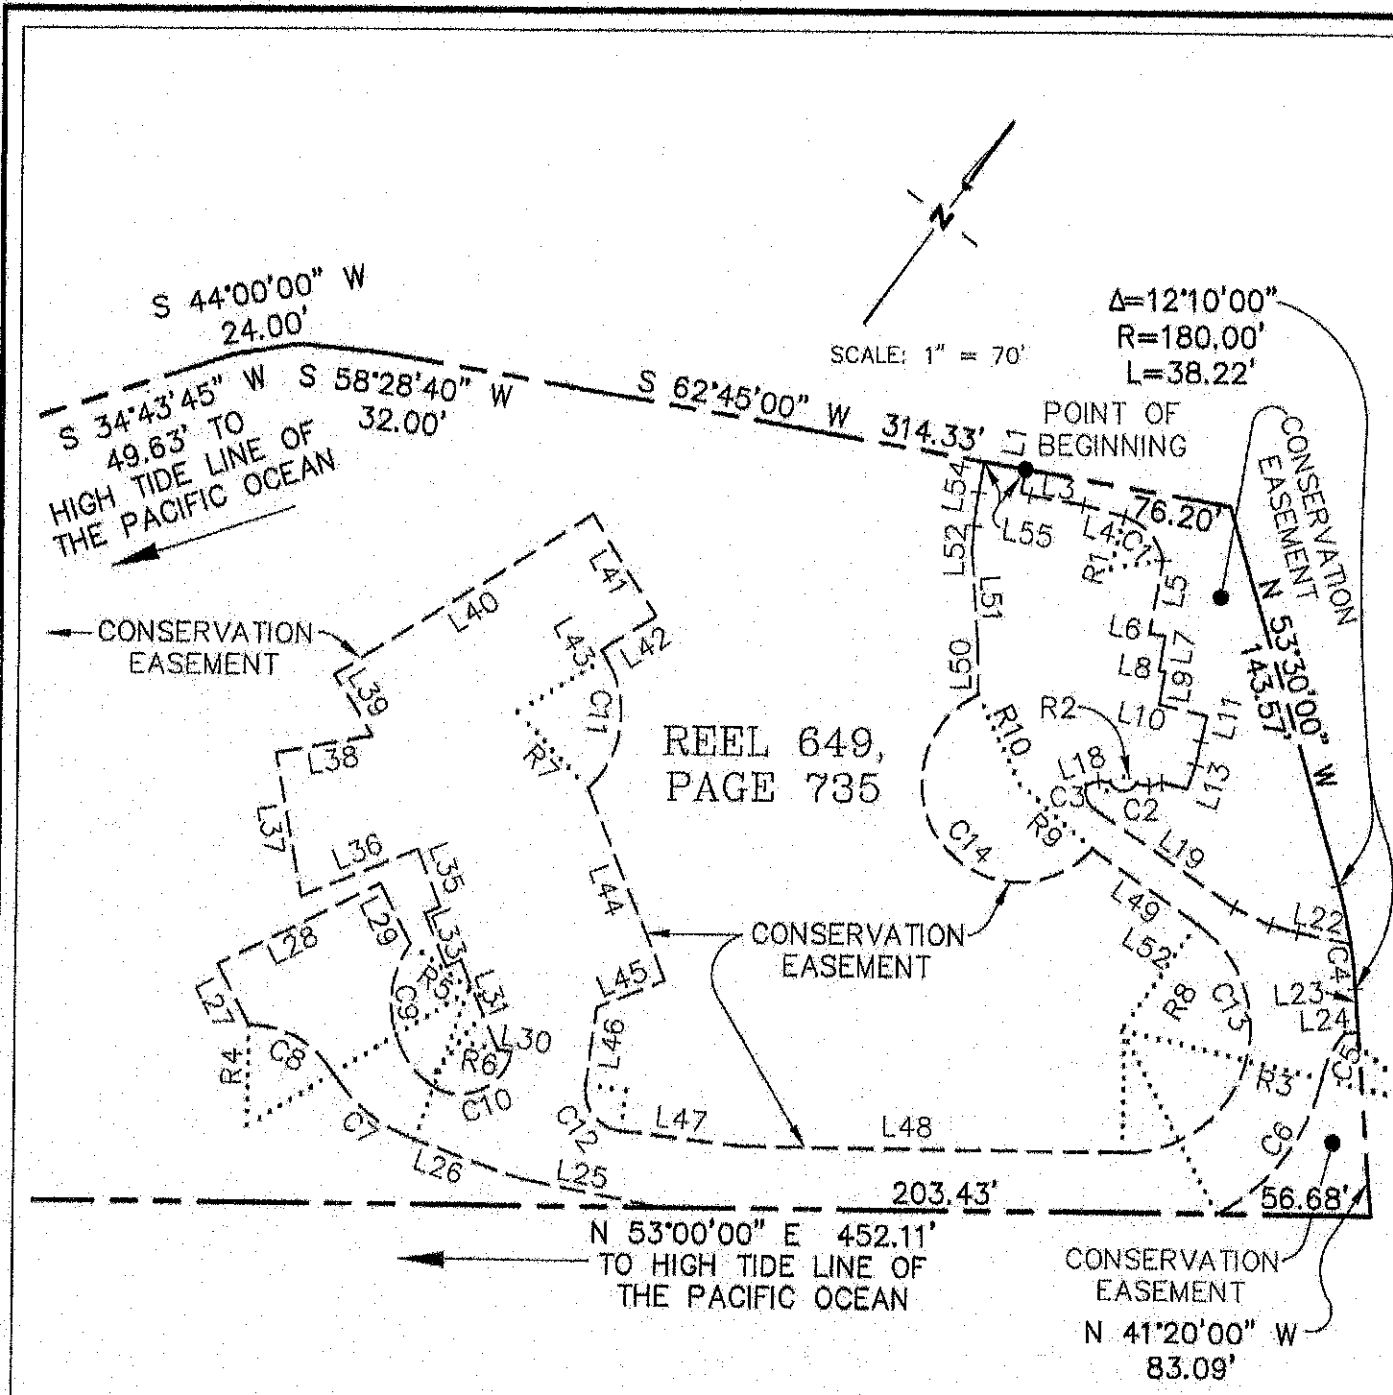 S 44°00'00" W
24.00'
S 34°43'45" W
49.63' TO
HIGH TIDE LINE OF
THE PACIFIC OCEAN
S 58°28'40" W
32.00'
S 62°45'00" W 314.33'
N
SCALE: 1" = 70'
Δ=12°10'00"
R=180.00'
L=38.22'
POINT OF
BEGINNING
L1
CONSERVATION
EASEMENT
76.20'
N 53°30'00" W
143.57'
L54
L3
L55
L4
C1
R1
L52
L51
L50
L5
L6
L7
L8
L9
L10
L11
L13
R2
L18
C3
C2
L19
R10
R9
C14
L22
C4
L23
L24
C5
CONSERVATION
EASEMENT
L41
L40
L42
L43
C11
R7
L39
L38
L37
L36
L35
REEL 649,
PAGE 735
L44
L45
L46
CONSERVATION
EASEMENT
L49
L52
R8
C13
R3
C6
L28
L29
L33
R5
L31
L27
C9
L30
R6
R4
C8
C10
C7
C12
L47
L48
L26
L25
203.43'
56.68'
N 53°00'00" E 452.11'
TO HIGH TIDE LINE OF
THE PACIFIC OCEAN
CONSERVATION
EASEMENT
N 41°20'00" W
83.09'